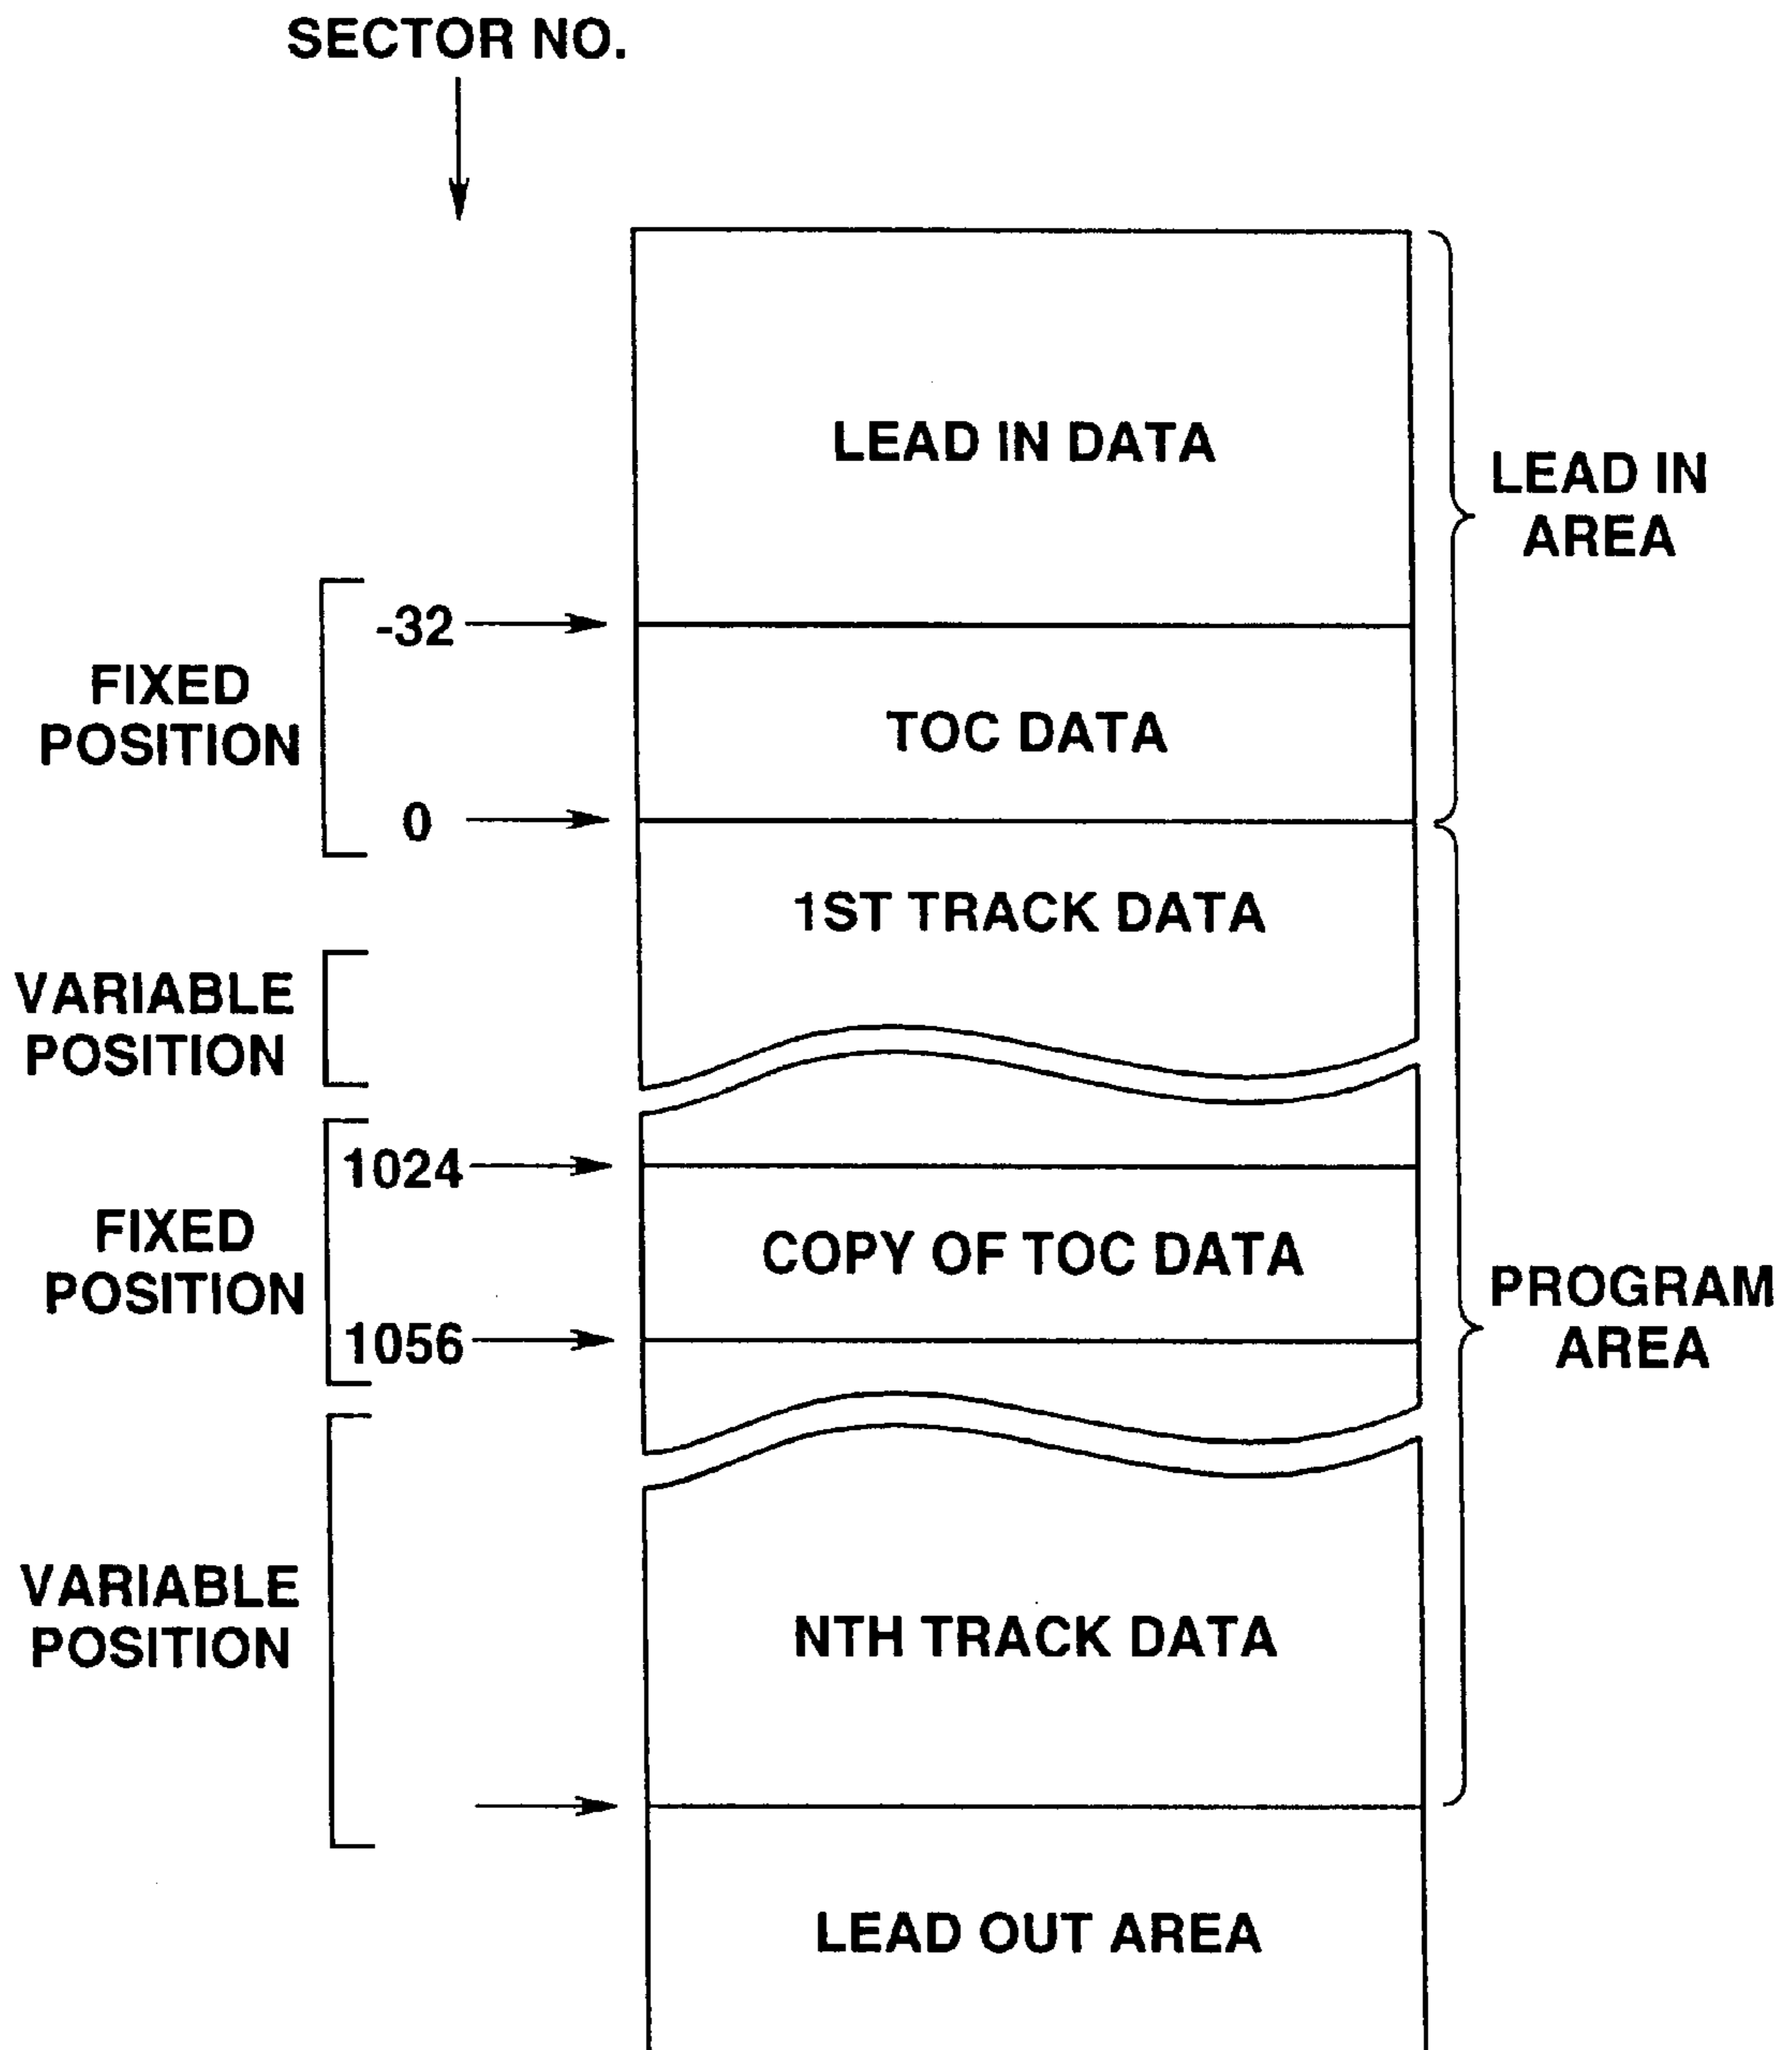 SECTOR NO.
LEAD IN DATA
LEAD IN
AREA
-32
FIXED
POSITION
TOC DATA
0
1ST TRACK DATA
VARIABLE
POSITION
1024
FIXED
POSITION
COPY OF TOC DATA
1056
PROGRAM
AREA
VARIABLE
POSITION
NTH TRACK DATA
LEAD OUT AREA